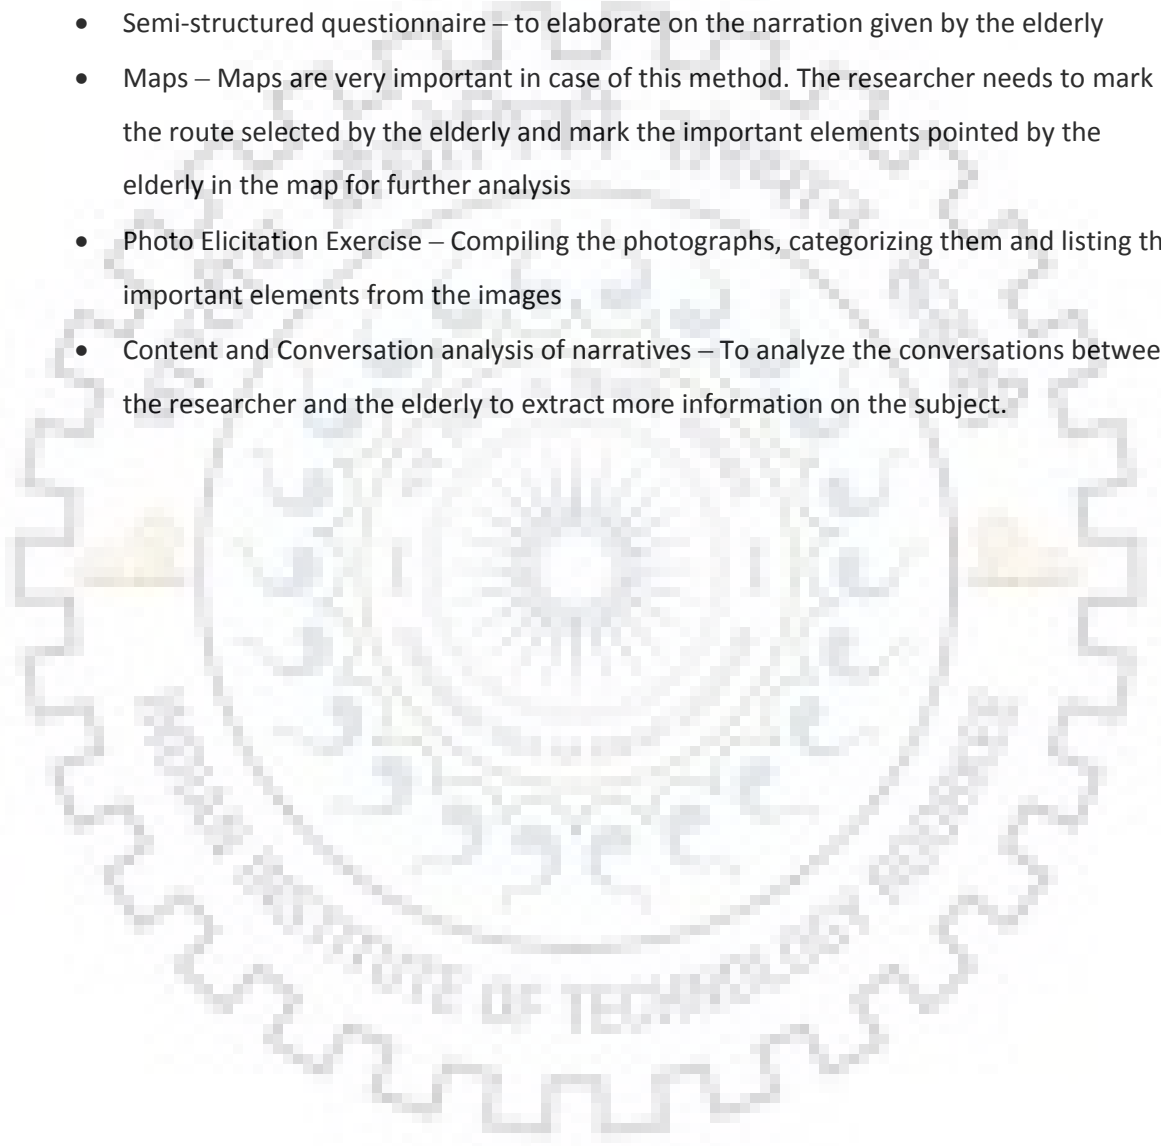 • Semi-structured questionnaire – to elaborate on the narration given by the elderly
• Maps – Maps are very important in case of this method. The researcher needs to mark
the route selected by the elderly and mark the important elements pointed by the
elderly in the map for further analysis
• Photo Elicitation Exercise – Compiling the photographs, categorizing them and listing th
important elements from the images
• Content and Conversation analysis of narratives – To analyze the conversations betwee
the researcher and the elderly to extract more information on the subject.
INSTITUTE OF TECHNOLOGY ROORKEE